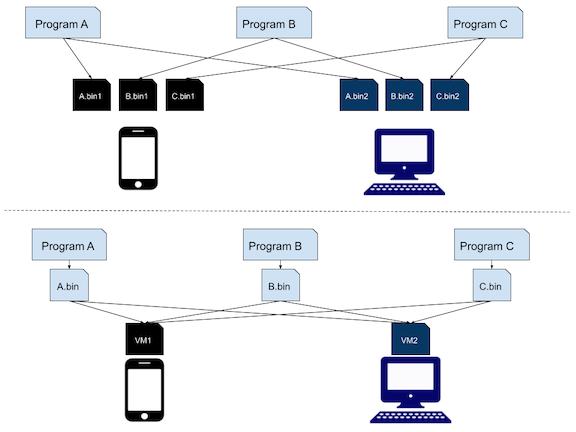 Program A
Program B
Program C
A.bin1
B.bin1
C.bin1
A.bin2
B.bin2
C.bin2
Program A
Program B
Program C
A.bin
B.bin
C.bin
VM1
VM2